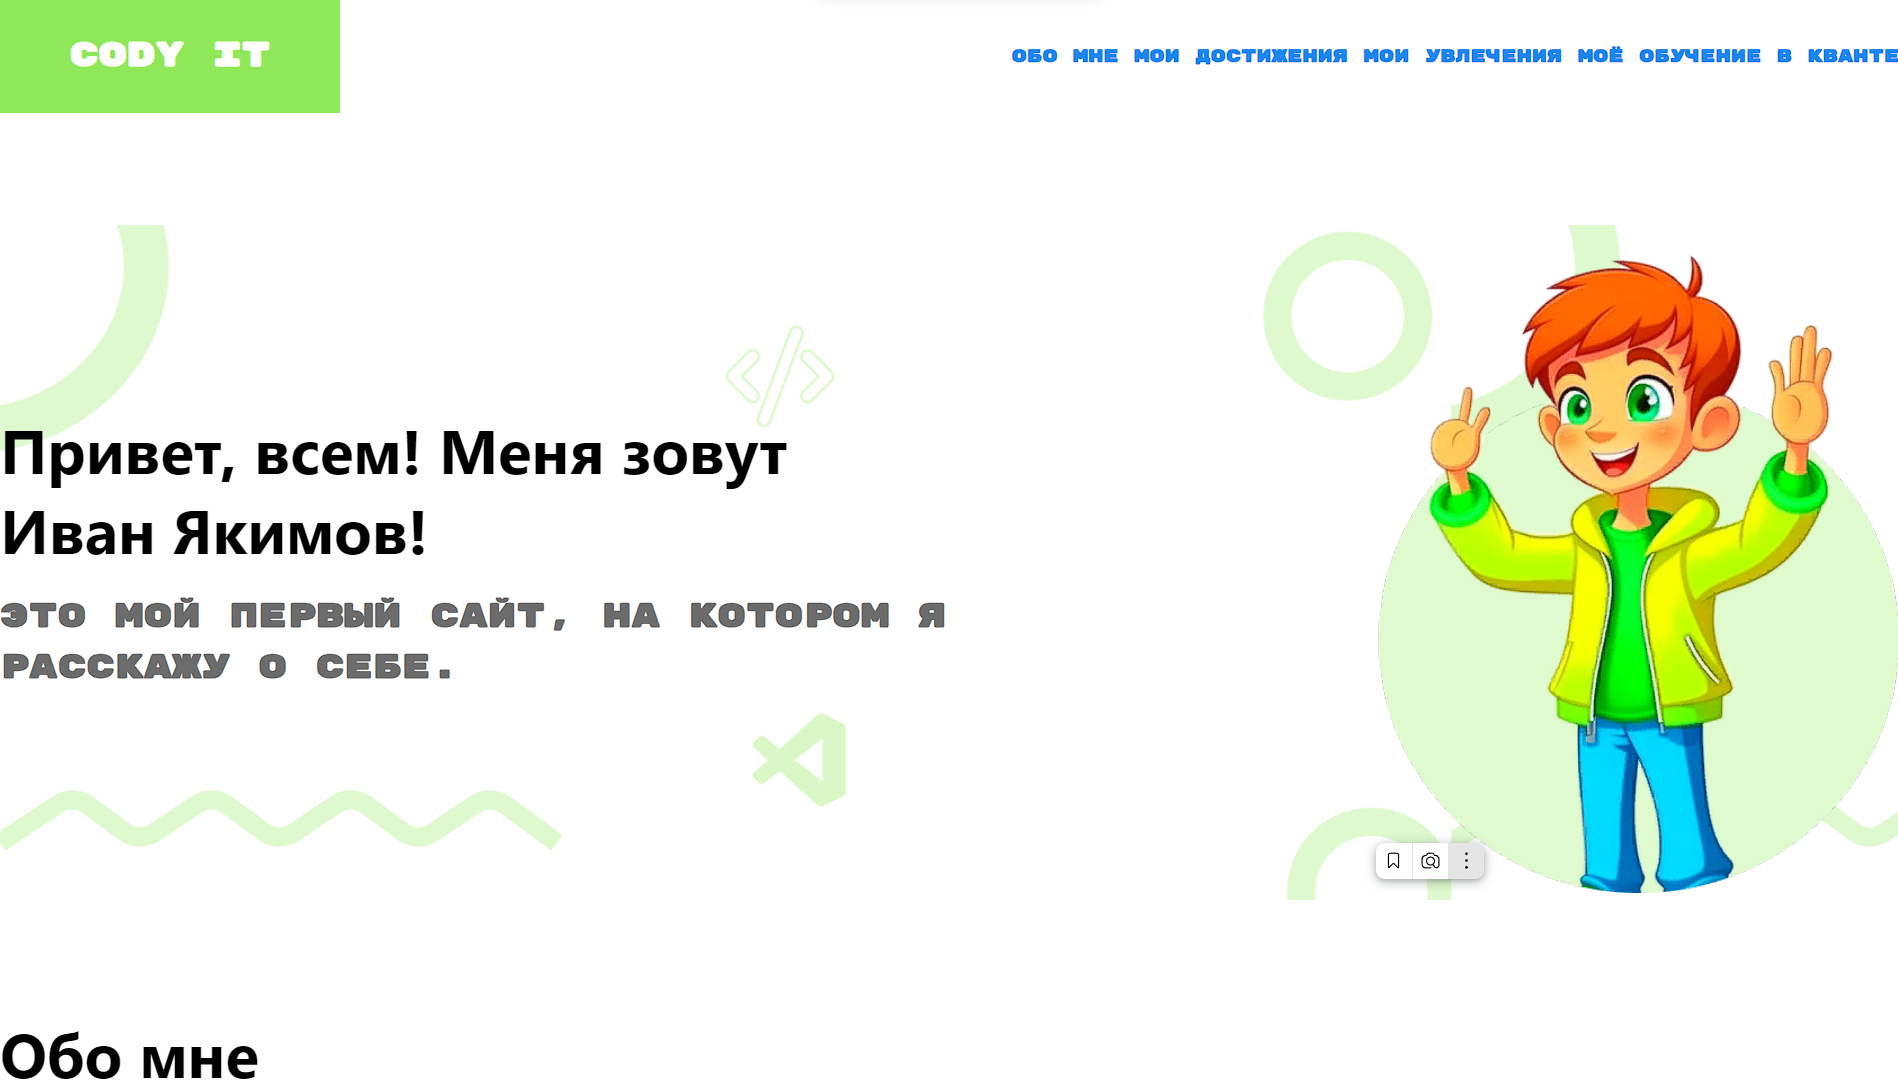 CODY IT
ОБО МНЕ МОИ ДОСТИЖЕНИЯ МОИ УВЛЕЧЕНИЯ МОЁ ОБУЧЕНИЕ В КВАНТЕ
Привет, всем! Меня зовут
Иван Якимов!
ЭТО МОЙ ПЕРВЫЙ САЙТ, НА КОТОРОМ Я
РАССКАЖУ О СЕБЕ.
Обо мне